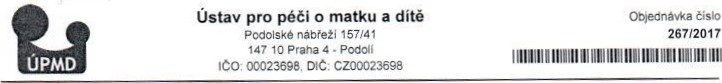 ÚPMD
Ústav pro péči o matku a dítě
Podolské nábřeží 157/41
147 10 Praha 4 - Podolí
IČO: 00023698, DIČ: CZ00023698
Objednávka číslo
267/2017